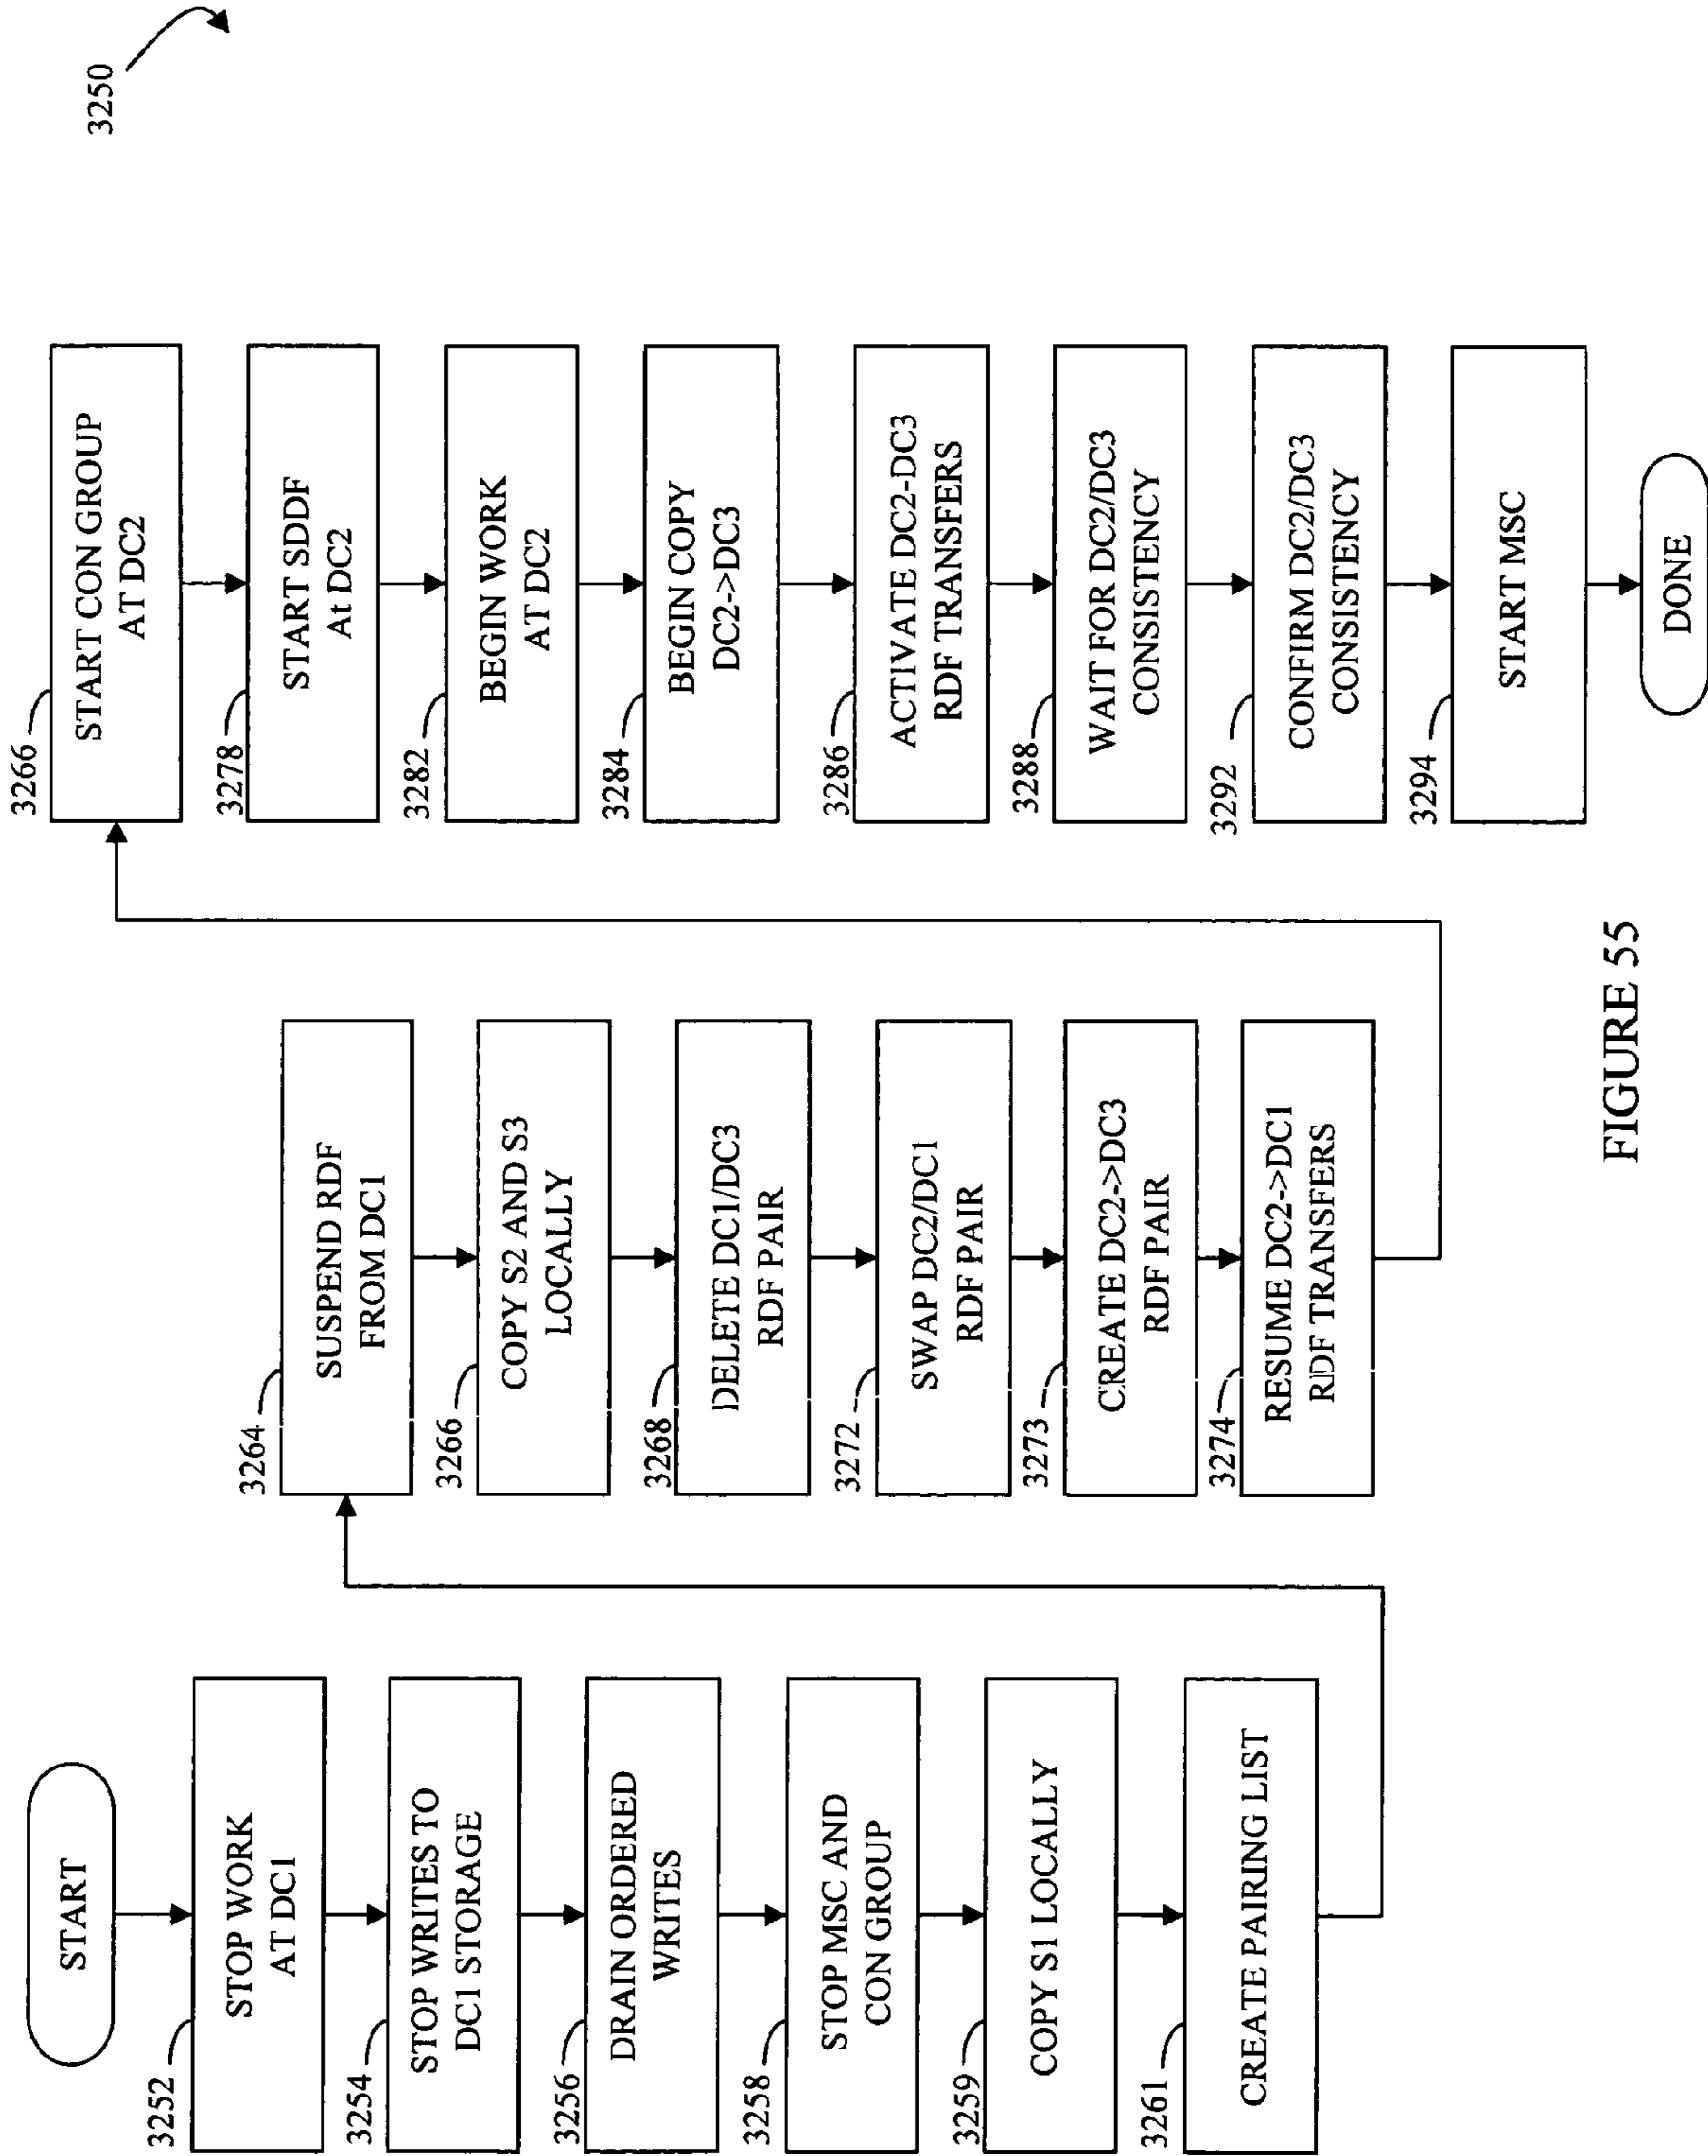 3250
START
3252
STOP WORK
AT DC1
3254
STOP WRITES TO
DC1 STORAGE
3256
DRAIN ORDERED
WRITES
3258
STOP MSC AND
CON GROUP
3259
COPY S1 LOCALLY
3261
CREATE PAIRING LIST
3264
SUSPEND RDF
FROM DC1
3266
COPY S2 AND S3
LOCALLY
3268
DELETE DC1/DC3
RDF PAIR
3272
SWAP DC2/DC1
RDF PAIR
3273
CREATE DC2->DC3
RDF PAIR
3274
RESUME DC2->DC1
RDF TRANSFERS
3266
START CON GROUP
AT DC2
3278
START SDDF
At DC2
3282
BEGIN WORK
AT DC2
3284
BEGIN COPY
DC2->DC3
3286
ACTIVATE DC2-DC3
RDF TRANSFERS
3288
WAIT FOR DC2/DC3
CONSISTENCY
3292
CONFIRM DC2/DC3
CONSISTENCY
3294
START MSC
DONE
FIGURE 55